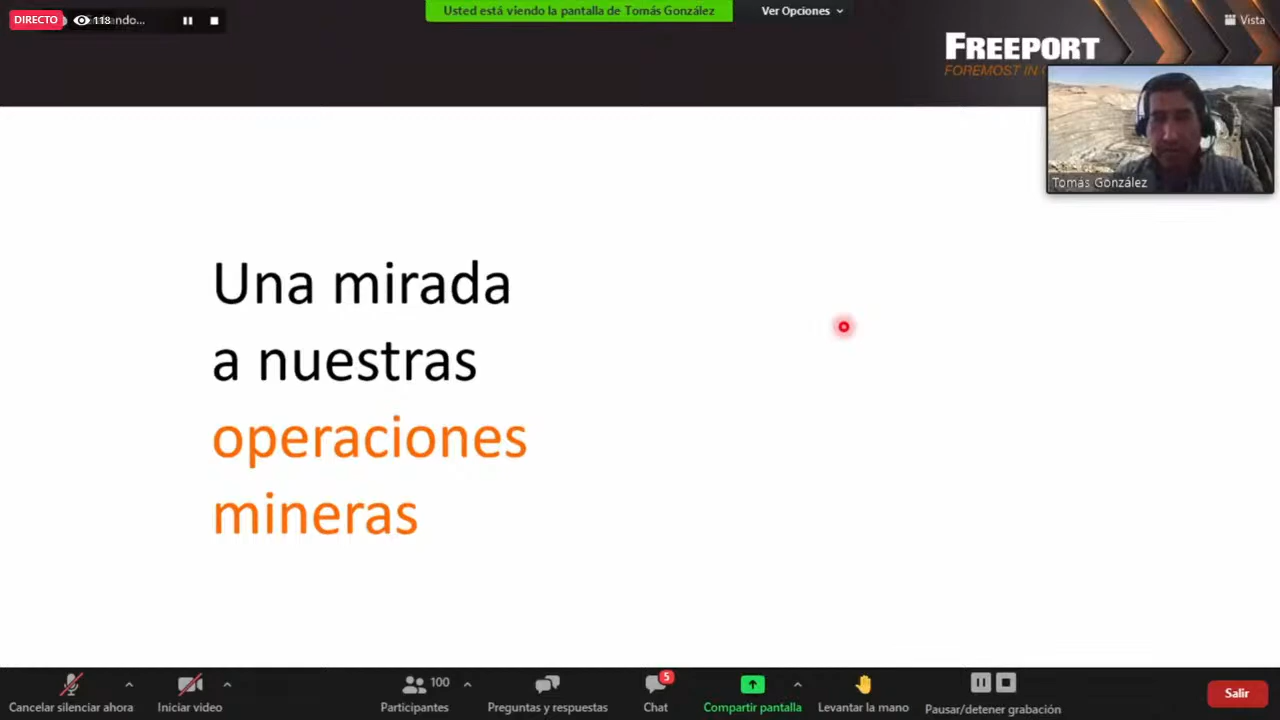 DIRECTO 118 ando...
Usted está viendo la pantalla de Tomás González
Ver Opciones
Vista
FREEPORT
FOREMOST IN
Tomás González
Una mirada
a nuestras
operaciones
mineras
Cancelar silenciar ahora
Iniciar video
100
Participantes
Preguntas y respuestas
5
Chat
Compartir pantalla
Levantar la mano
Pausar/detener grabación
Salir